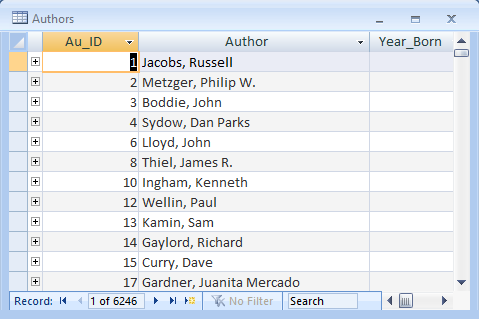 Authors
Au_ID Author Year_Born
1 Jacobs, Russell
2 Metzger, Philip W.
3 Boddie, John
4 Sydow, Dan Parks
6 Lloyd, John
8 Thiel, James R.
10 Ingham, Kenneth
12 Wellin, Paul
13 Kamin, Sam
14 Gaylord, Richard
15 Curry, Dave
17 Gardner, Juanita Mercado
Record: 1 of 6246 No Filter Search